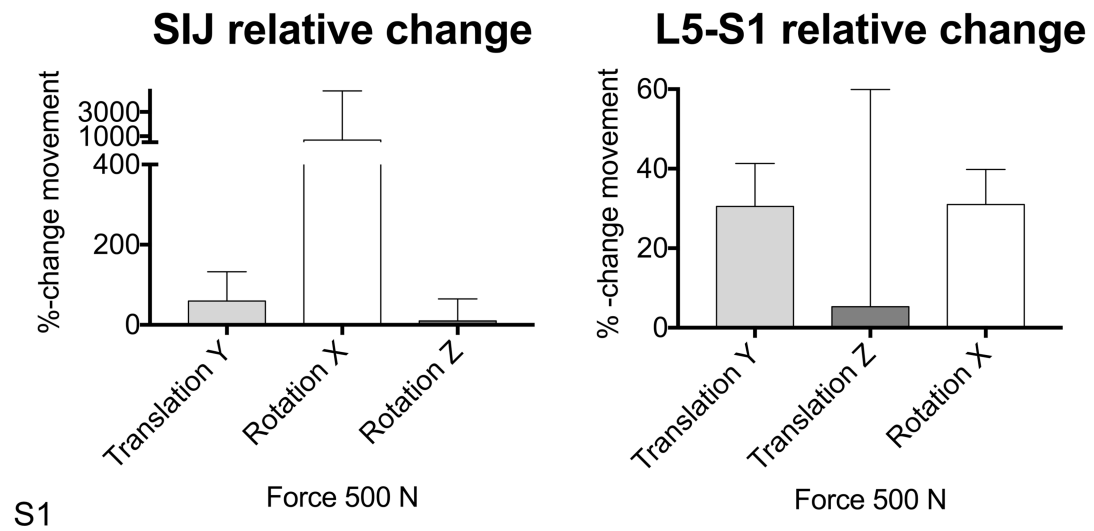 SIJ relative change
%-change movement
3000
1000
400
200
0
Translation Y
Rotation X
Rotation Z
Force 500 N
L5-S1 relative change
% -change movement
60
40
20
0
Translation Y
Translation Z
Rotation X
Force 500 N
S1